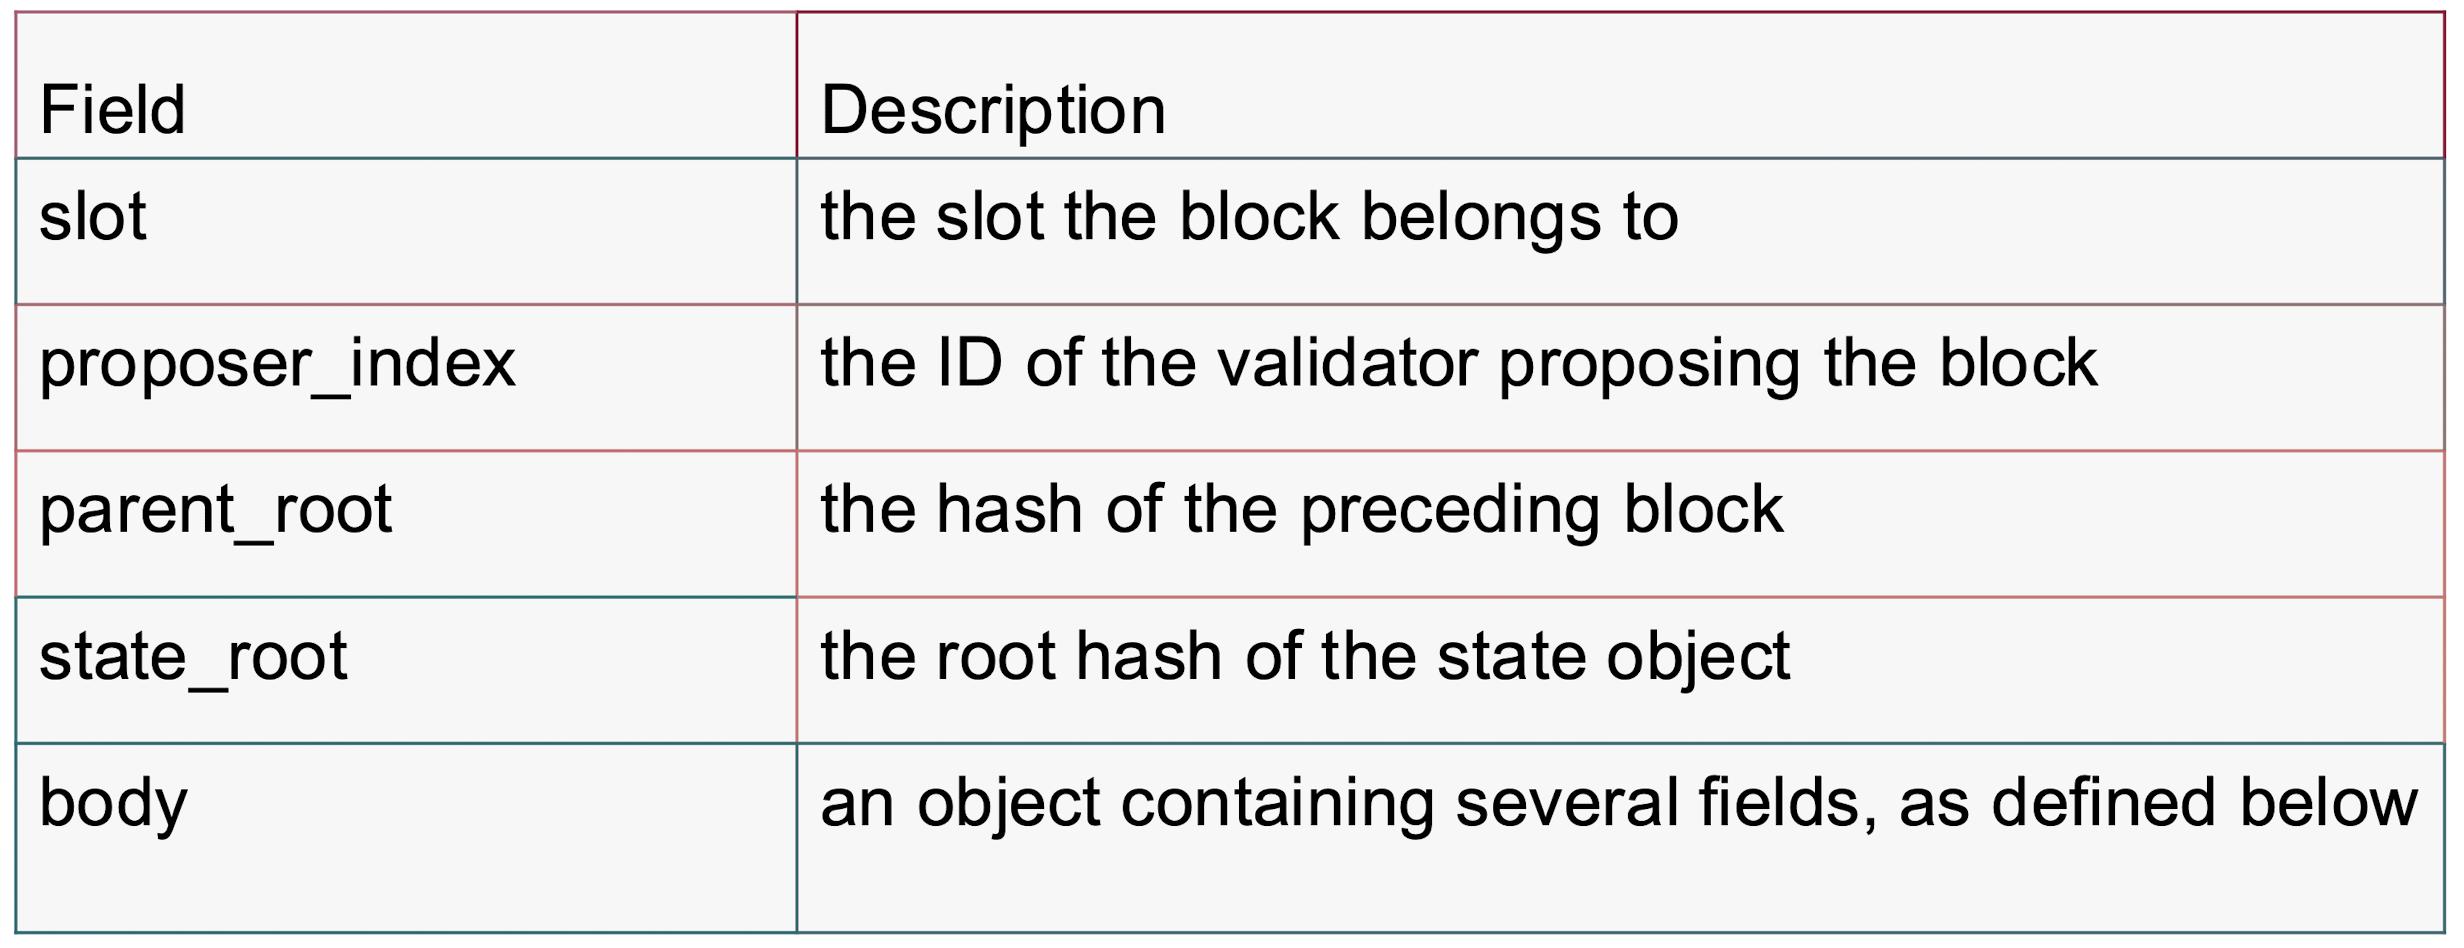 Field Description
slot the slot the block belongs to
proposer_index the ID of the validator proposing the block
parent_root the hash of the preceding block
state_root the root hash of the state object
body an object containing several fields, as defined below